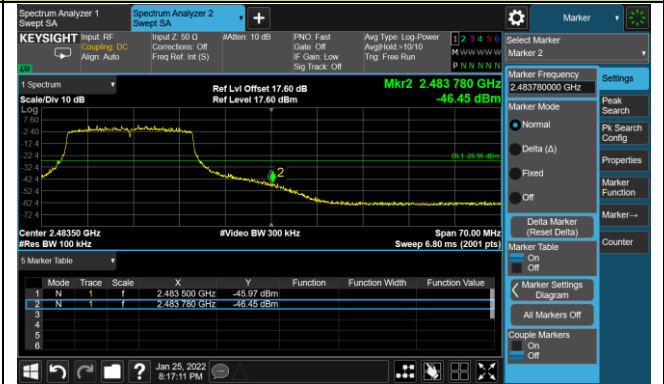 Spectrum Analyzer 1
Swept SA
Spectrum Analyzer 2
Swept SA
+
Marker
KEYSIGHT
Input: RF
Coupling: DC
Align: Auto
Input Z: 50 Ω
Corrections: Off
Freq Ref: Int (S)
#Atten: 10 dB
PNO: Fast
Gate: Off
IF Gain: Low
Sig Track: Off
Avg Type: Log-Power
Avg|Hold:>10/10
Trig: Free Run
1 2 3 4 5 6
M W W W W W
P N N N N N
Select Marker
Marker 2
1 Spectrum
Scale/Div 10 dB
Log
Ref Lvl Offset 17.60 dB
Ref Level 17.60 dBm
Mkr2 2.483 780 GHz
-46.45 dBm
7.60
-2.40
-12.4
-22.4
-32.4
-42.4
-52.4
-62.4
-72.4
2
Center 2.48350 GHz
#Res BW 100 kHz
#Video BW 300 kHz
Span 70.00 MHz
Sweep 6.80 ms (2001 pts)
5 Marker Table
Mode Trace Scale X Y Function Function Width Function Value
1 N 1 f 2.483 500 GHz -45.97 dBm
2 N 1 f 2.483 780 GHz -46.45 dBm
3
4
5
6
Marker Frequency
2.483780000 GHz
Marker Mode
Normal
Delta (Δ)
Fixed
Off
Delta Marker
(Reset Delta)
Marker Table
On
Off
Marker Settings
Diagram
All Markers Off
Couple Markers
On
Off
Settings
Peak
Search
Pk Search
Config
Properties
Marker
Function
Marker→
Counter
?
Jan 25, 2022
8:17:11 PM